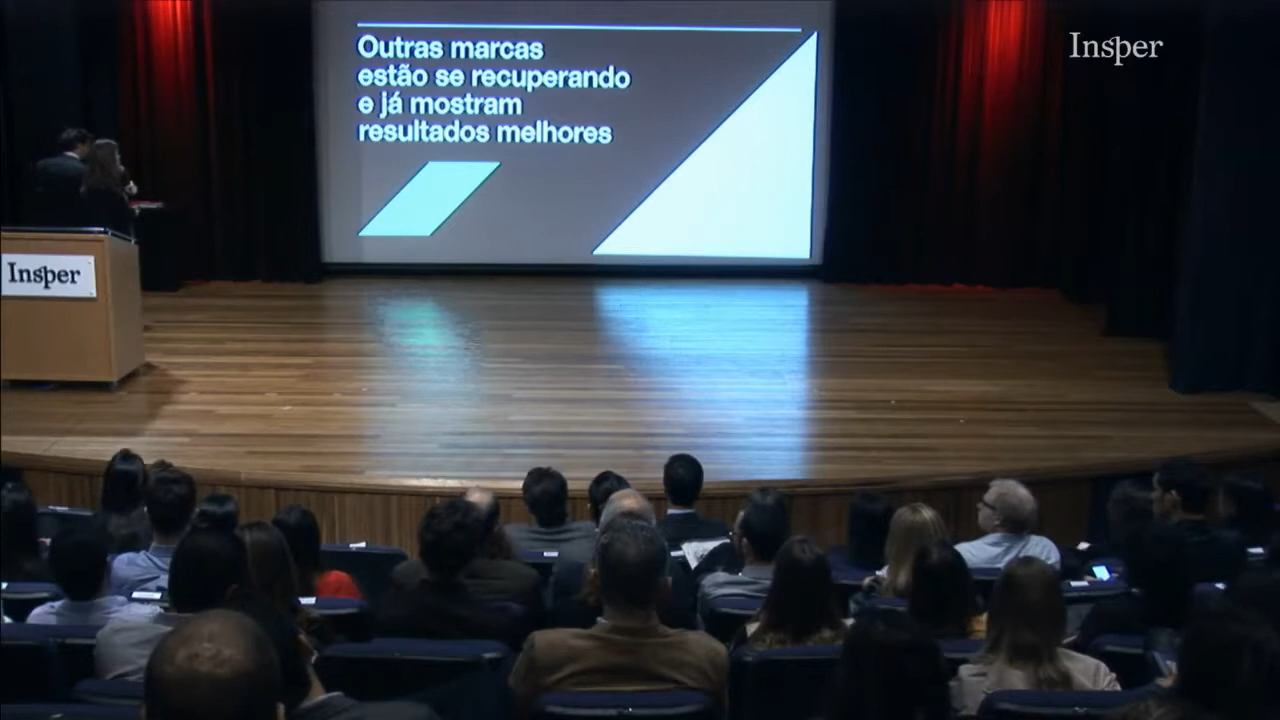 Outras marcas
estão se recuperando
e já mostram
resultados melhores
Insper
Insper